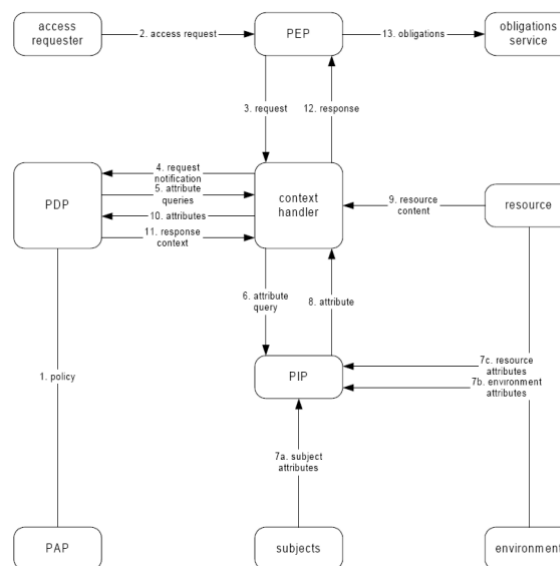 access
requester
2. access request
PEP
13. obligations
obligations
service
3. request
12. response
PDP
4. request
notification
5. attribute
queries
10. attributes
11. response
context
context
handler
9. resource
content
resource
6. attribute
query
8. attribute
1. policy
PIP
7c. resource
attributes
7b. environment
attributes
7a. subject
attributes
PAP
subjects
environment